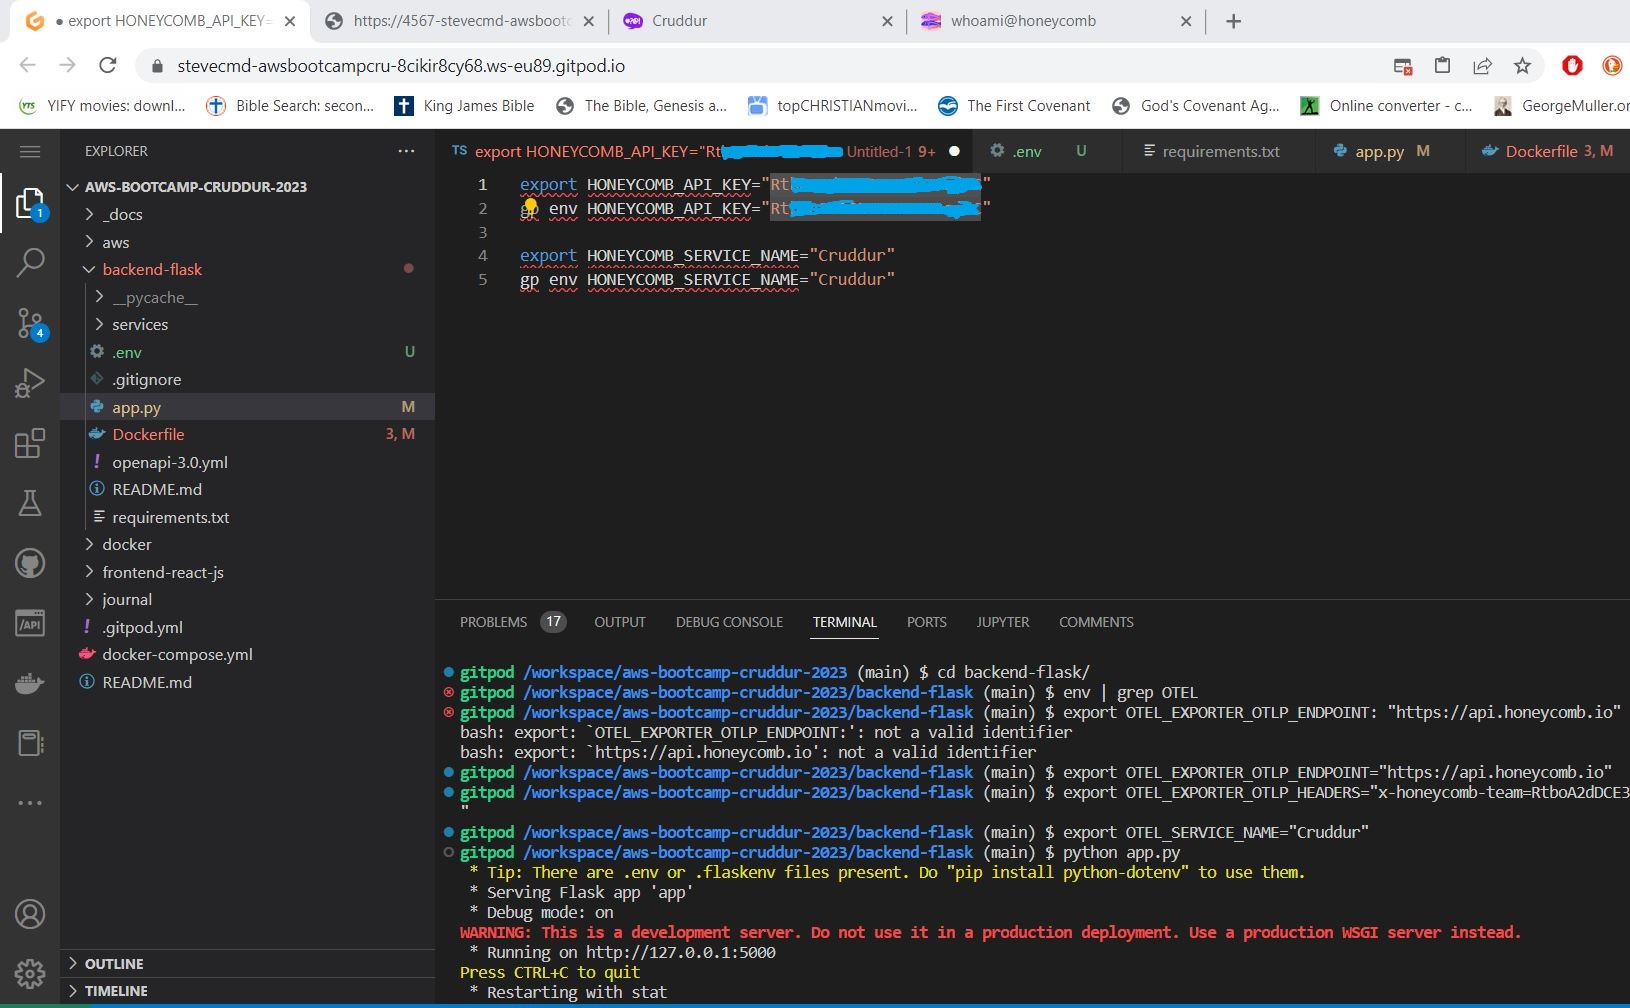 export HONEYCOMB_API_KEY=
https://4567-stevecmd-awsbootc
Cruddur
whoami@honeycomb
stevecmd-awsbootcampcru-8cikir8cy68.ws-eu89.gitpod.io
YTS YIFY movies: downl...
Bible Search: secon...
King James Bible
The Bible, Genesis a...
topCHRISTIANmovi...
The First Covenant
God's Covenant Ag...
Online converter - c...
GeorgeMuller.or
EXPLORER
AWS-BOOTCAMP-CRUDDUR-2023
_docs
aws
backend-flask
__pycache__
services
.env U
.gitignore
app.py M
Dockerfile 3, M
openapi-3.0.yml
README.md
requirements.txt
docker
frontend-react-js
journal
.gitpod.yml
docker-compose.yml
README.md
OUTLINE
TIMELINE
1
4
/API
TS export HONEYCOMB_API_KEY="Rt Untitled-1 9+
.env U
requirements.txt
app.py M
Dockerfile 3, M
1 export HONEYCOMB_API_KEY="Rt "
2 gp env HONEYCOMB_API_KEY="Rt "
3
4 export HONEYCOMB_SERVICE_NAME="Cruddur"
5 gp env HONEYCOMB_SERVICE_NAME="Cruddur"
PROBLEMS 17 OUTPUT DEBUG CONSOLE TERMINAL PORTS JUPYTER COMMENTS
gitpod /workspace/aws-bootcamp-cruddur-2023 (main) $ cd backend-flask/
gitpod /workspace/aws-bootcamp-cruddur-2023/backend-flask (main) $ env | grep OTEL
gitpod /workspace/aws-bootcamp-cruddur-2023/backend-flask (main) $ export OTEL_EXPORTER_OTLP_ENDPOINT: "https://api.honeycomb.io"
bash: export: `OTEL_EXPORTER_OTLP_ENDPOINT:': not a valid identifier
bash: export: `https://api.honeycomb.io': not a valid identifier
gitpod /workspace/aws-bootcamp-cruddur-2023/backend-flask (main) $ export OTEL_EXPORTER_OTLP_ENDPOINT="https://api.honeycomb.io"
gitpod /workspace/aws-bootcamp-cruddur-2023/backend-flask (main) $ export OTEL_EXPORTER_OTLP_HEADERS="x-honeycomb-team=RtboA2dDCE3
"
gitpod /workspace/aws-bootcamp-cruddur-2023/backend-flask (main) $ export OTEL_SERVICE_NAME="Cruddur"
gitpod /workspace/aws-bootcamp-cruddur-2023/backend-flask (main) $ python app.py
* Tip: There are .env or .flaskenv files present. Do "pip install python-dotenv" to use them.
* Serving Flask app 'app'
* Debug mode: on
WARNING: This is a development server. Do not use it in a production deployment. Use a production WSGI server instead.
* Running on http://127.0.0.1:5000
Press CTRL+C to quit
* Restarting with stat